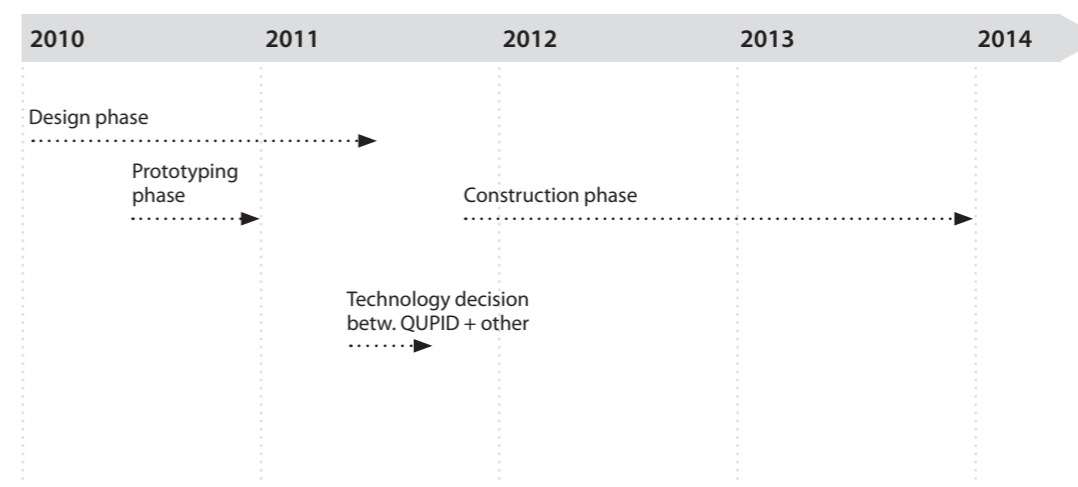 2010 2011 2012 2013 2014
Design phase
Prototyping
phase
Construction phase
Technology decision
betw. QUPID + other